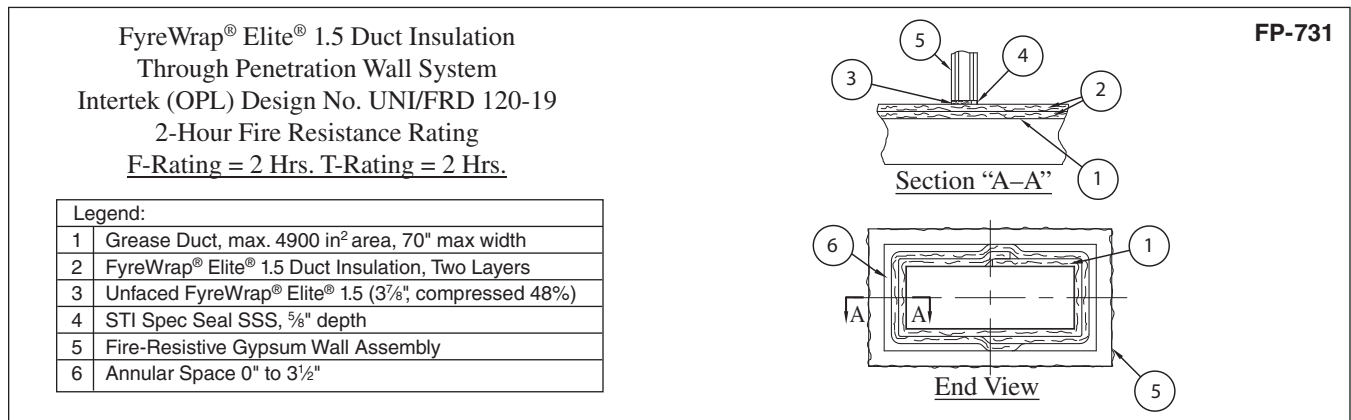 FyreWrap® Elite® 1.5 Duct Insulation
Through Penetration Wall System
Intertek (OPL) Design No. UNI/FRD 120-19
2-Hour Fire Resistance Rating
F-Rating = 2 Hrs. T-Rating = 2 Hrs.
Legend:
1 Grease Duct, max. 4900 in² area, 70" max width
2 FyreWrap® Elite® 1.5 Duct Insulation, Two Layers
3 Unfaced FyreWrap® Elite® 1.5 (3⅞", compressed 48%)
4 STI Spec Seal SSS, ⅝" depth
5 Fire-Resistive Gypsum Wall Assembly
6 Annular Space 0" to 3½"
FP-731
5
4
3
2
1
Section “A–A”
6
1
A A
5
End View